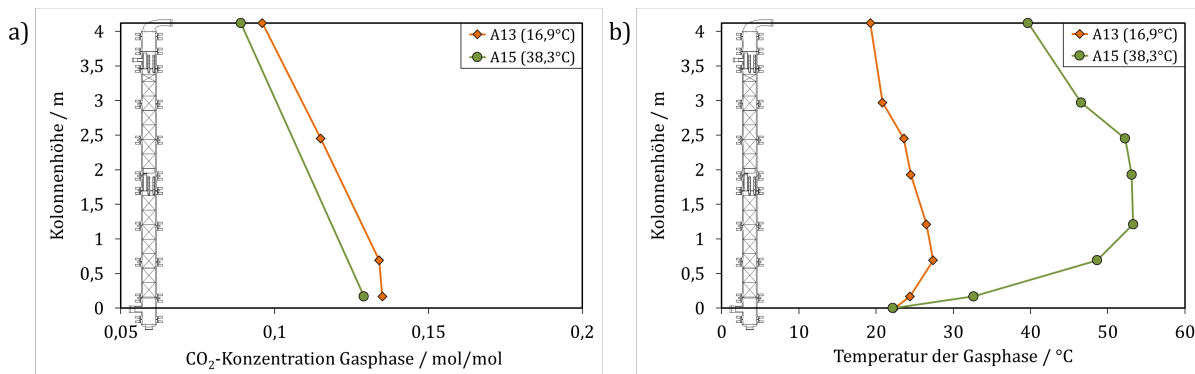 a)
Kolonnenhöhe / m
4
3,5
3
2,5
2
1,5
1
0,5
0
0,05
0,1
0,15
0,2
CO₂-Konzentration Gasphase / mol/mol
A13 (16,9°C)
A15 (38,3°C)
b)
Kolonnenhöhe / m
4
3,5
3
2,5
2
1,5
1
0,5
0
0
10
20
30
40
50
60
Temperatur der Gasphase / °C
A13 (16,9°C)
A15 (38,3°C)